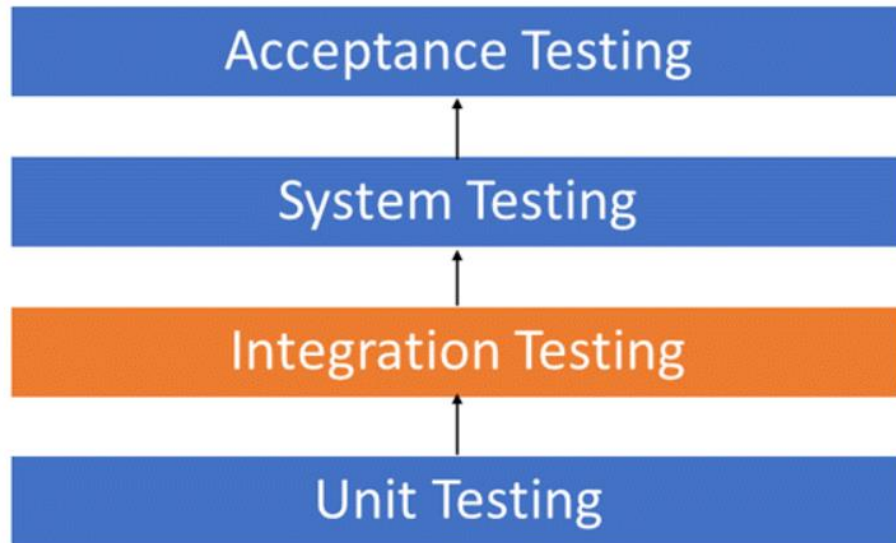 Acceptance Testing
System Testing
Integration Testing
Unit Testing